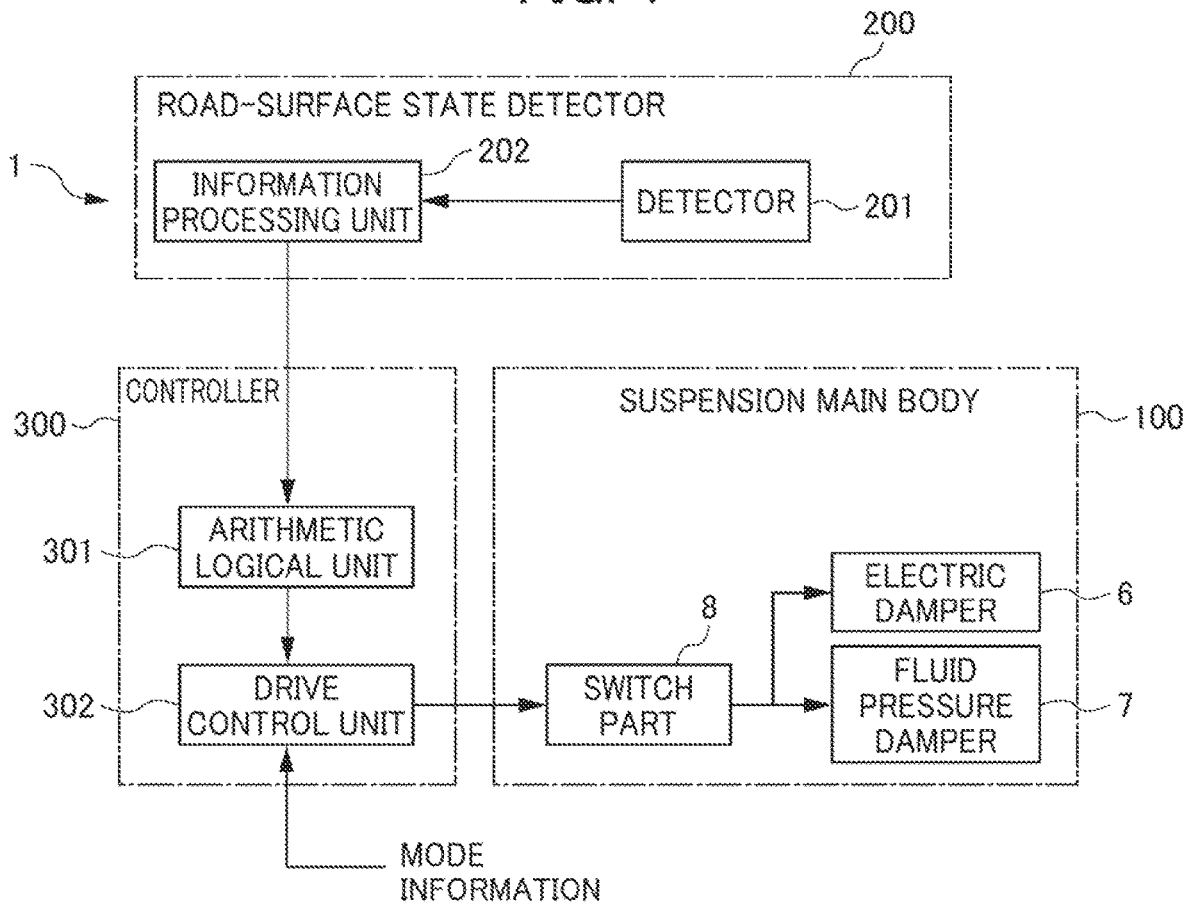 200
ROAD-SURFACE STATE DETECTOR
1
202
INFORMATION
PROCESSING UNIT
DETECTOR
201
CONTROLLER
300
SUSPENSION MAIN BODY
100
ARITHMETIC
LOGICAL UNIT
301
ELECTRIC
DAMPER
6
8
SWITCH
PART
DRIVE
CONTROL UNIT
302
FLUID
PRESSURE
DAMPER
7
MODE
INFORMATION